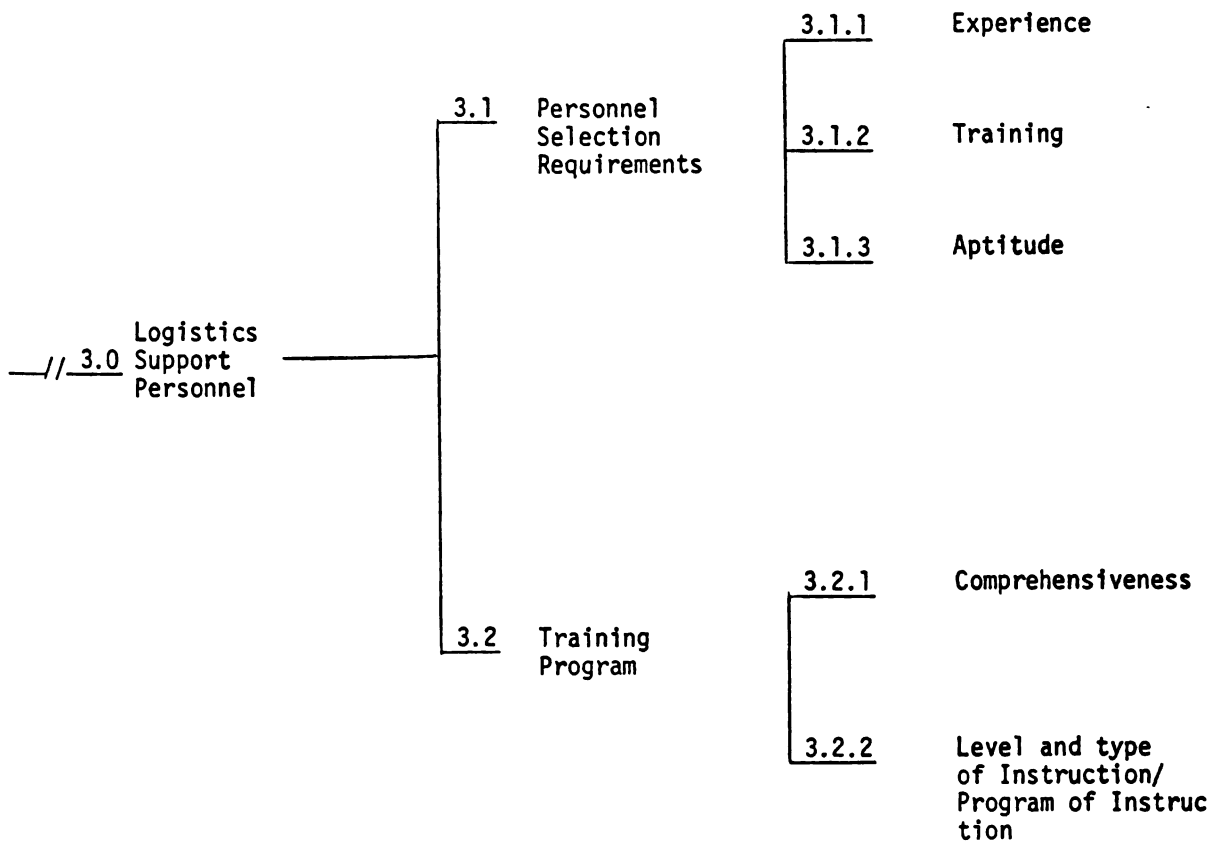 3.1.1 Experience
3.1 Personnel
Selection
Requirements
3.1.2 Training
3.1.3 Aptitude
3.0 Logistics
Support
Personnel
3.2.1 Comprehensiveness
3.2 Training
Program
3.2.2 Level and type
of Instruction/
Program of Instruc
tion